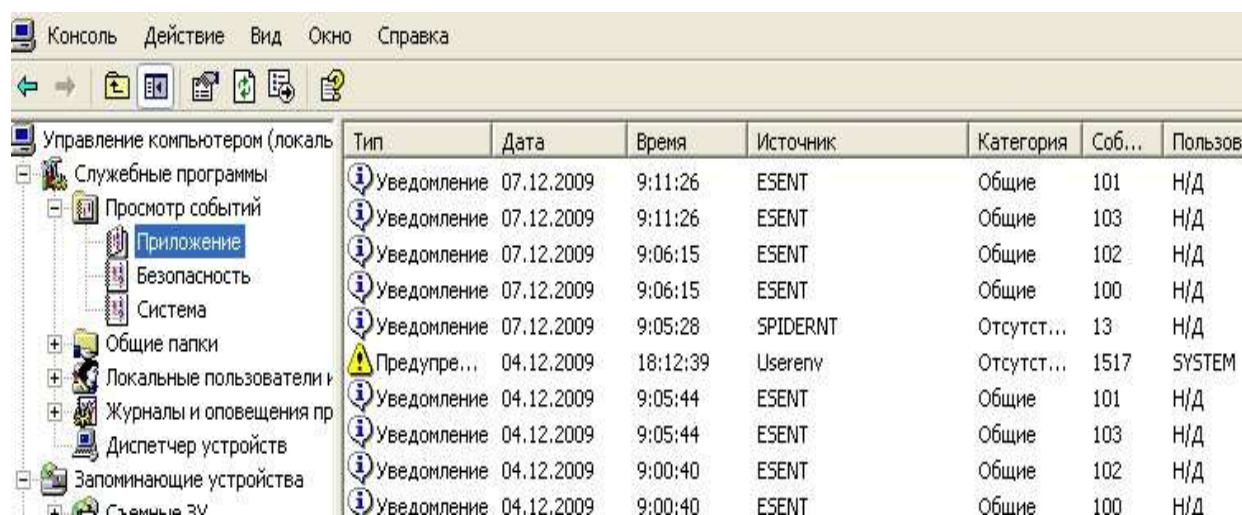 Консоль Действие Вид Окно Справка
Управление компьютером (локаль
Служебные программы
Просмотр событий
Приложение
Безопасность
Система
Общие папки
Локальные пользователи и
Журналы и оповещения пр
Диспетчер устройств
Запоминающие устройства
Съемные ЗУ
Тип Дата Время Источник Категория Соб... Пользов
Уведомление 07.12.2009 9:11:26 ESENT Общие 101 Н/Д
Уведомление 07.12.2009 9:11:26 ESENT Общие 103 Н/Д
Уведомление 07.12.2009 9:06:15 ESENT Общие 102 Н/Д
Уведомление 07.12.2009 9:06:15 ESENT Общие 100 Н/Д
Уведомление 07.12.2009 9:05:28 SPIDERNT Отсутст... 13 Н/Д
Предупре... 04.12.2009 18:12:39 Userenv Отсутст... 1517 SYSTEM
Уведомление 04.12.2009 9:05:44 ESENT Общие 101 Н/Д
Уведомление 04.12.2009 9:05:44 ESENT Общие 103 Н/Д
Уведомление 04.12.2009 9:00:40 ESENT Общие 102 Н/Д
Уведомление 04.12.2009 9:00:40 ESENT Общие 100 Н/Д